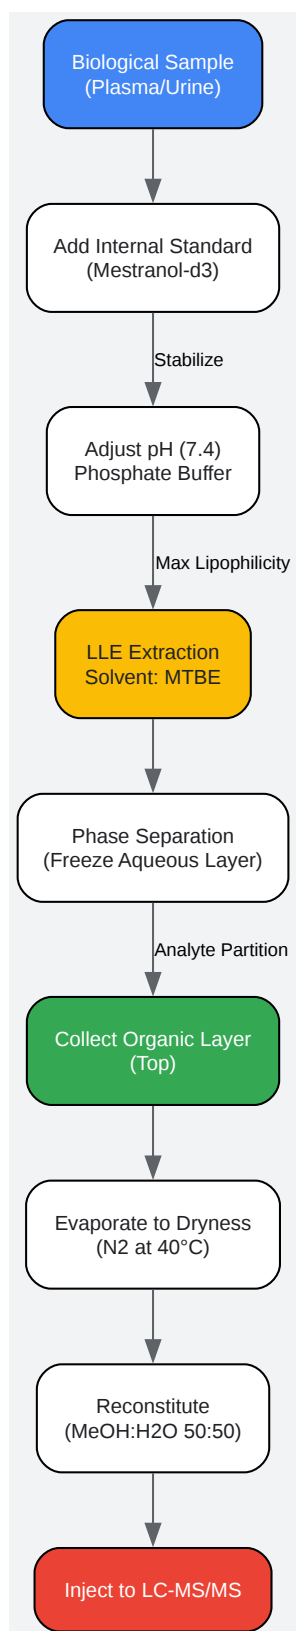 Biological Sample
(Plasma/Urine)
Add Internal Standard
(Mestranol-d3)
Stabilize
Adjust pH (7.4)
Phosphate Buffer
Max Lipophilicity
LLE Extraction
Solvent: MTBE
Phase Separation
(Freeze Aqueous Layer)
Analyte Partition
Collect Organic Layer
(Top)
Evaporate to Dryness
(N2 at 40°C)
Reconstitute
(MeOH:H2O 50:50)
Inject to LC-MS/MS